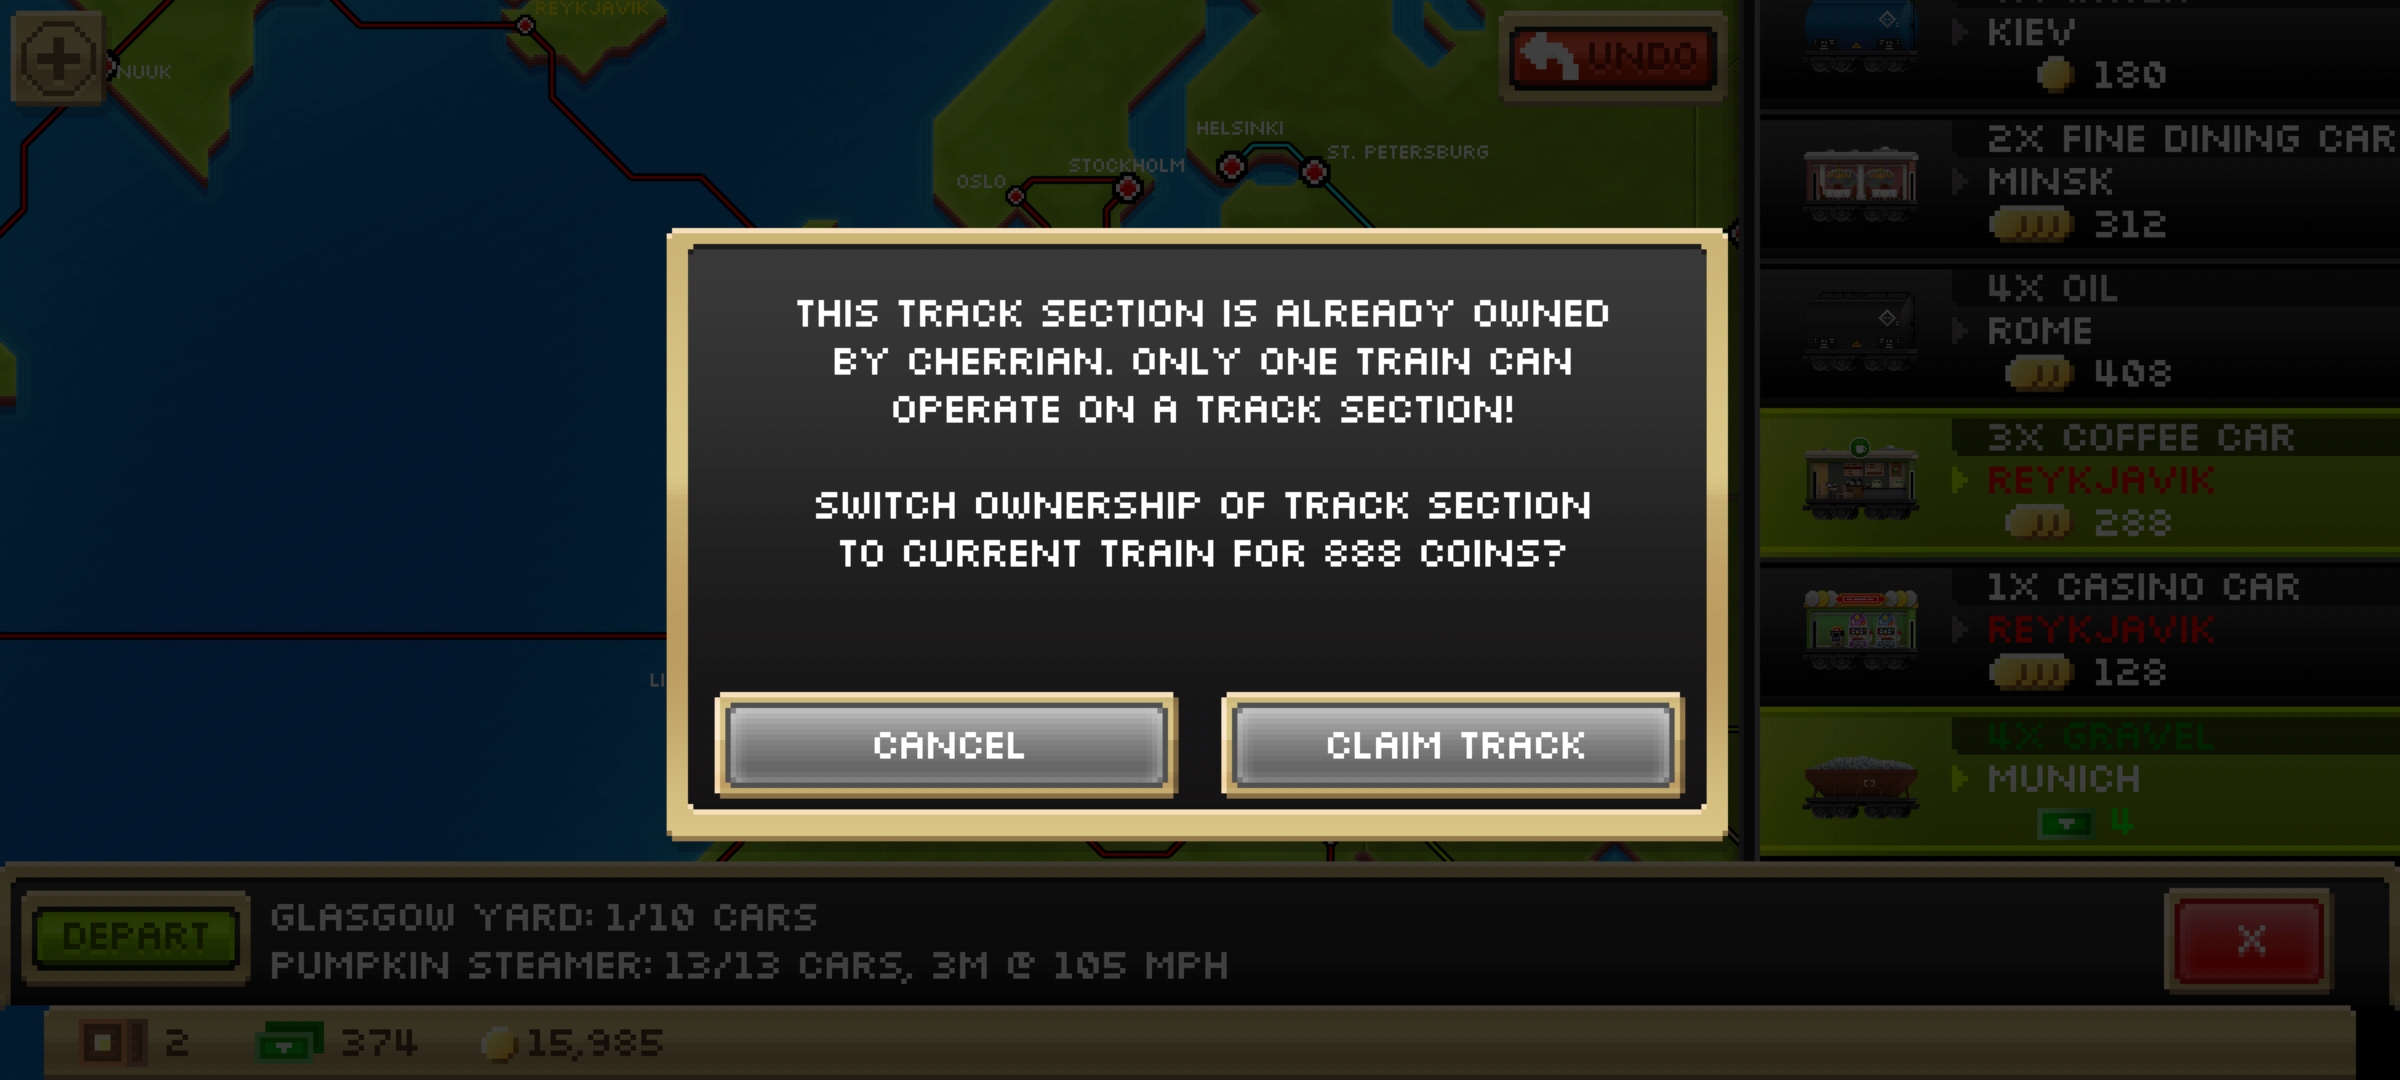 REYKJAVIK
NUUK
UNDO
HELSINKI
ST. PETERSBURG
STOCKHOLM
OSLO
KIEV
180
2X FINE DINING CAR
MINSK
312
4X OIL
ROME
408
3X COFFEE CAR
REYKJAVIK
288
1X CASINO CAR
REYKJAVIK
128
4X GRAVEL
MUNICH
4
THIS TRACK SECTION IS ALREADY OWNED
BY CHERRIAN. ONLY ONE TRAIN CAN
OPERATE ON A TRACK SECTION!
SWITCH OWNERSHIP OF TRACK SECTION
TO CURRENT TRAIN FOR 888 COINS?
LI
CANCEL
CLAIM TRACK
DEPART
GLASGOW YARD: 1/10 CARS
PUMPKIN STEAMER: 13/13 CARS, 3M @ 105 MPH
X
2
374
15,985